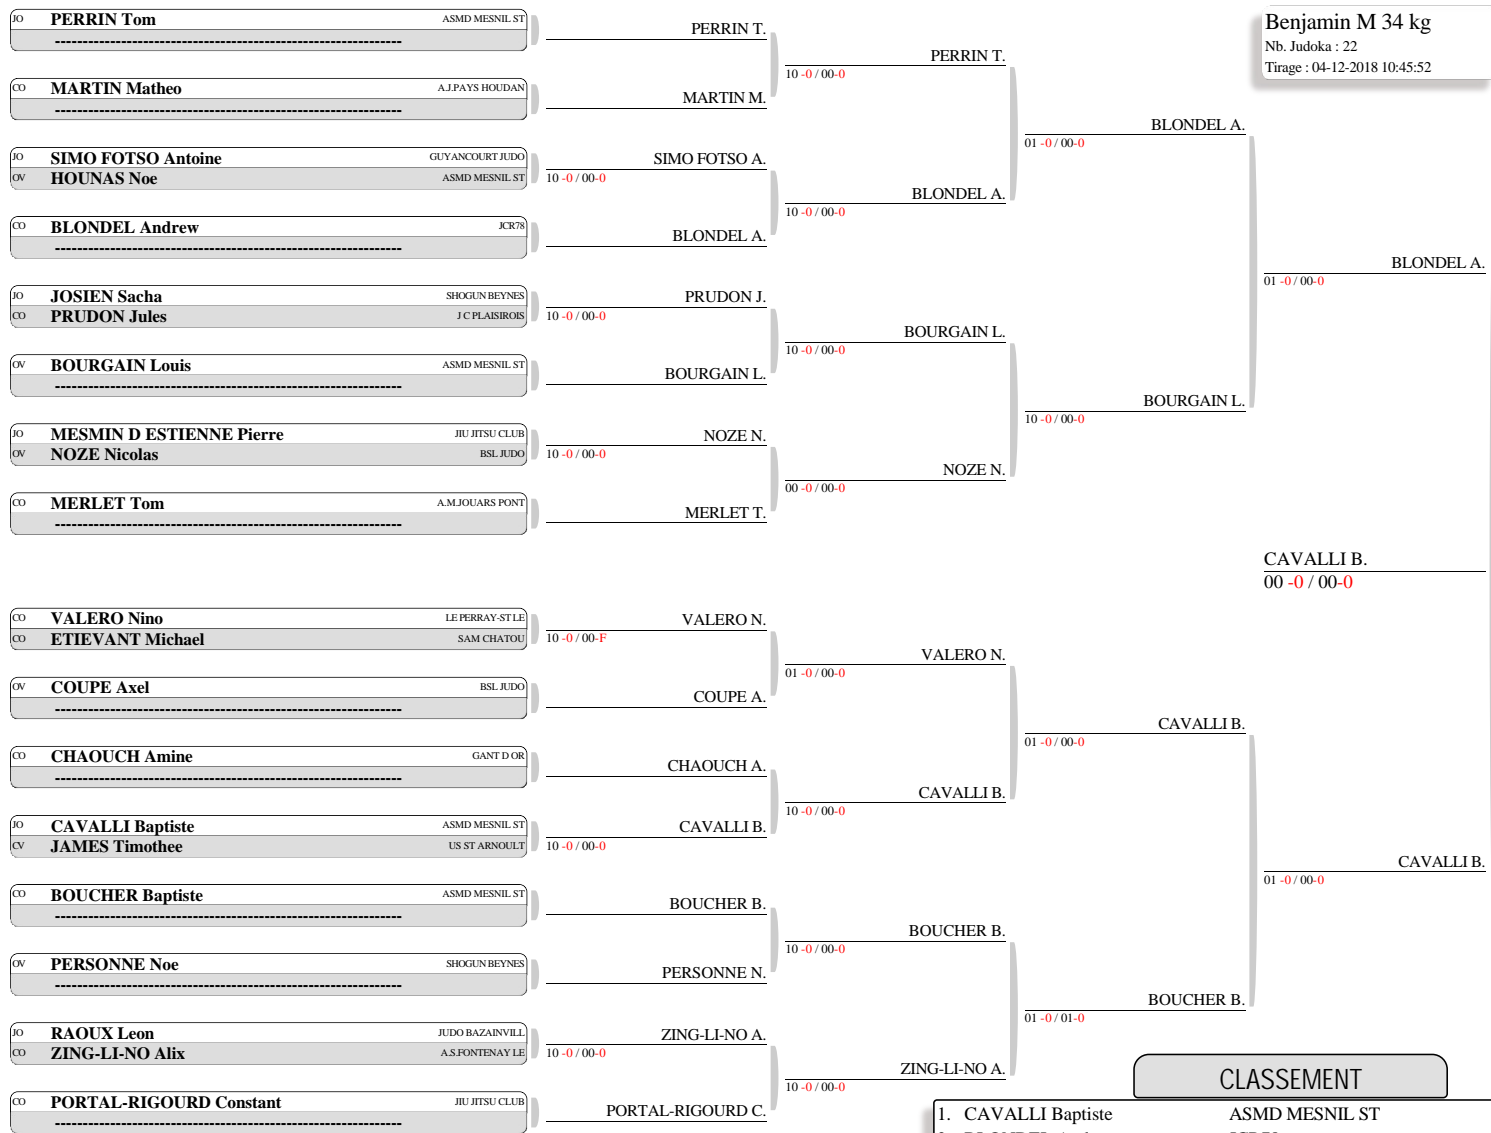 Benjamin M 34 kg
Nb. Judoka : 22
Tirage : 04-12-2018 10:45:52
JO PERRIN Tom ASMD MESNIL ST
----------------------------------------------------------------
CO MARTIN Matheo A.J.PAYS HOUDAN
----------------------------------------------------------------
JO SIMO FOTSO Antoine GUYANCOURT JUDO
OV HOUNAS Noe ASMD MESNIL ST
CO BLONDEL Andrew JCR78
----------------------------------------------------------------
JO JOSIEN Sacha SHOGUN BEYNES
CO PRUDON Jules J C PLAISIROIS
OV BOURGAIN Louis ASMD MESNIL ST
----------------------------------------------------------------
JO MESMIN D ESTIENNE Pierre JIU JITSU CLUB
OV NOZE Nicolas BSL JUDO
CO MERLET Tom A.M.JOUARS PONT
----------------------------------------------------------------
CO VALERO Nino LE PERRAY-ST LE
CO ETIEVANT Michael SAM CHATOU
OV COUPE Axel BSL JUDO
----------------------------------------------------------------
CO CHAOUCH Amine GANT D OR
----------------------------------------------------------------
JO CAVALLI Baptiste ASMD MESNIL ST
CV JAMES Timothee US ST ARNOULT
CO BOUCHER Baptiste ASMD MESNIL ST
----------------------------------------------------------------
OV PERSONNE Noe SHOGUN BEYNES
----------------------------------------------------------------
JO RAOUX Leon JUDO BAZAINVILL
CO ZING-LI-NO Alix A.S.FONTENAY LE
CO PORTAL-RIGOURD Constant JIU JITSU CLUB
----------------------------------------------------------------
PERRIN T.
MARTIN M.
SIMO FOTSO A.
10 -0 / 00-0
BLONDEL A.
PRUDON J.
10 -0 / 00-0
BOURGAIN L.
NOZE N.
10 -0 / 00-0
MERLET T.
VALERO N.
10 -0 / 00-F
COUPE A.
CHAOUCH A.
CAVALLI B.
10 -0 / 00-0
BOUCHER B.
PERSONNE N.
ZING-LI-NO A.
10 -0 / 00-0
PORTAL-RIGOURD C.
PERRIN T.
10 -0 / 00-0
BLONDEL A.
10 -0 / 00-0
BOURGAIN L.
10 -0 / 00-0
NOZE N.
00 -0 / 00-0
VALERO N.
01 -0 / 00-0
CAVALLI B.
10 -0 / 00-0
BOUCHER B.
10 -0 / 00-0
ZING-LI-NO A.
10 -0 / 00-0
BLONDEL A.
01 -0 / 00-0
BOURGAIN L.
10 -0 / 00-0
CAVALLI B.
01 -0 / 00-0
BOUCHER B.
01 -0 / 01-0
BLONDEL A.
01 -0 / 00-0
CAVALLI B.
01 -0 / 00-0
CAVALLI B.
00 -0 / 00-0
CLASSEMENT
1. CAVALLI Baptiste ASMD MESNIL ST